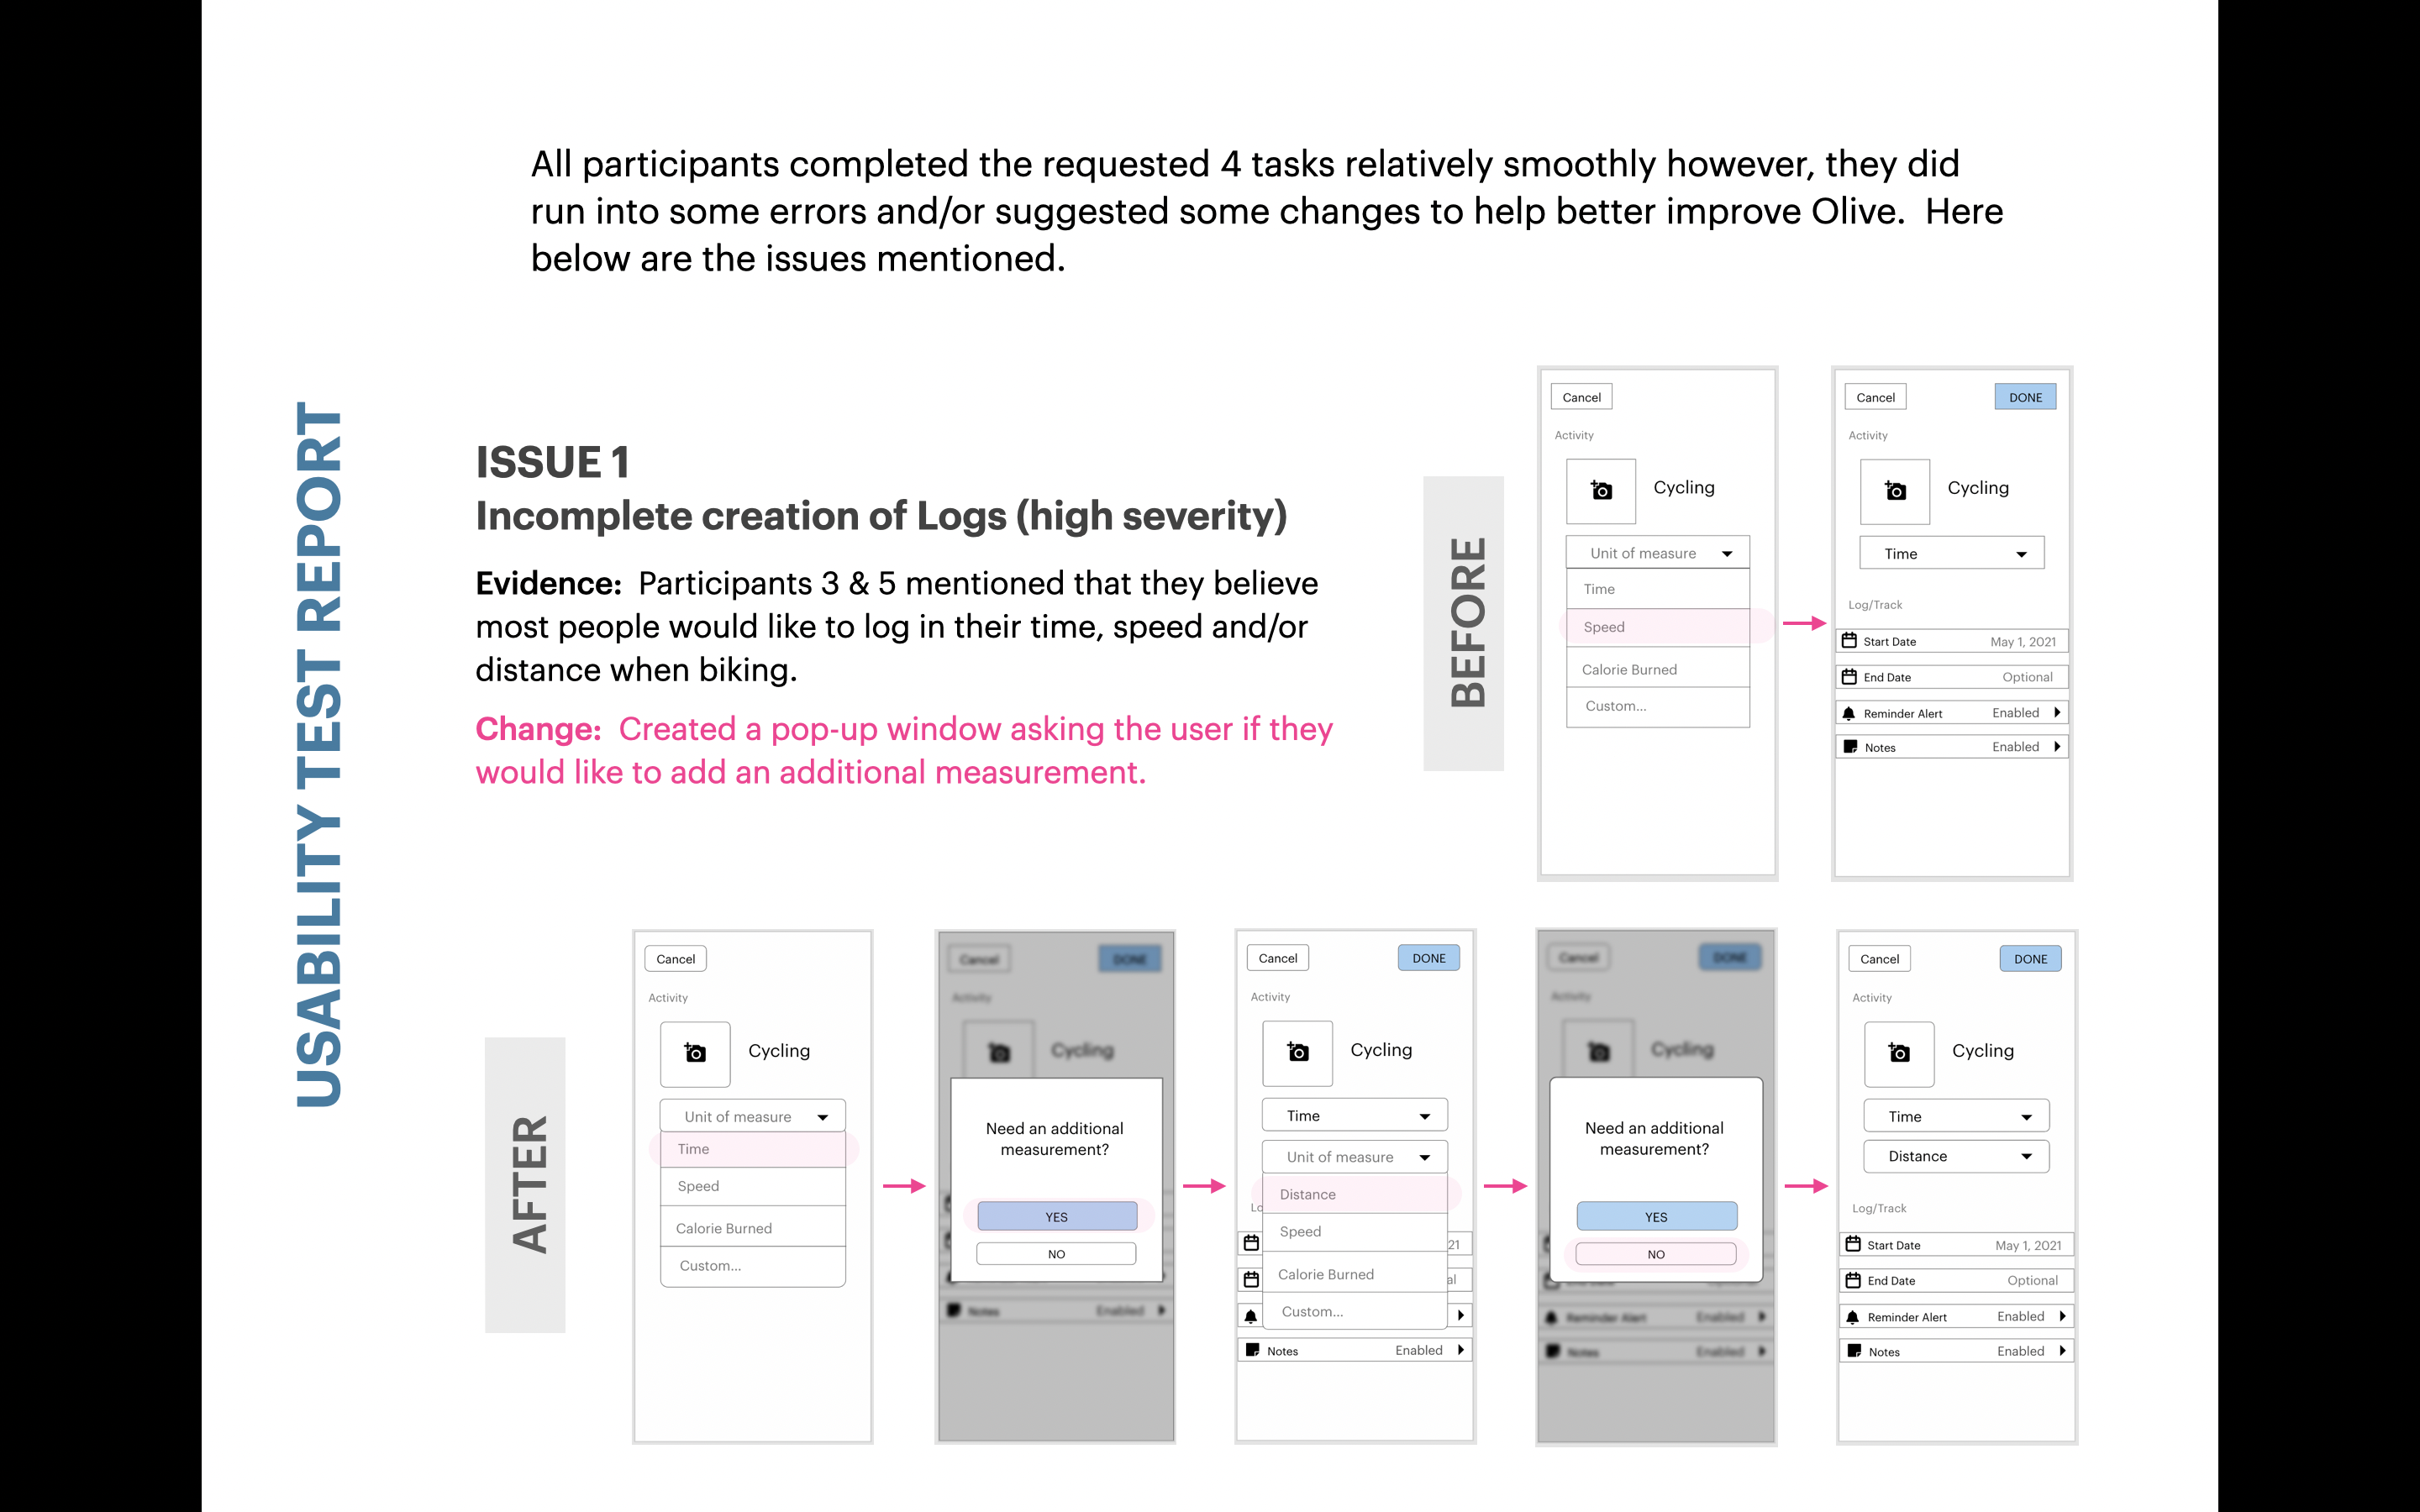 USABILITY TEST REPORT
All participants completed the requested 4 tasks relatively smoothly however, they did
run into some errors and/or suggested some changes to help better improve Olive.  Here
below are the issues mentioned.
ISSUE 1
Incomplete creation of Logs (high severity)
Evidence:  Participants 3 & 5 mentioned that they believe
most people would like to log in their time, speed and/or
distance when biking.
Change:  Created a pop-up window asking the user if they
would like to add an additional measurement.
BEFORE
Cancel
Activity
Cycling
Unit of measure
Time
Speed
Calorie Burned
Custom...
Cancel
DONE
Activity
Cycling
Time
Log/Track
Start Date May 1, 2021
End Date Optional
Reminder Alert Enabled
Notes Enabled
AFTER
Cancel
Activity
Cycling
Unit of measure
Time
Speed
Calorie Burned
Custom...
Cancel
DONE
Activity
Cycling
Need an additional
measurement?
YES
NO
Notes Enabled
Cancel
DONE
Activity
Cycling
Time
Unit of measure
Distance
Lo
Speed
21
Calorie Burned
al
Custom...
Notes Enabled
Cancel
DONE
Activity
Cycling
Need an additional
measurement?
YES
NO
Reminder Alert Enabled
Notes Enabled
Cancel
DONE
Activity
Cycling
Time
Distance
Log/Track
Start Date May 1, 2021
End Date Optional
Reminder Alert Enabled
Notes Enabled